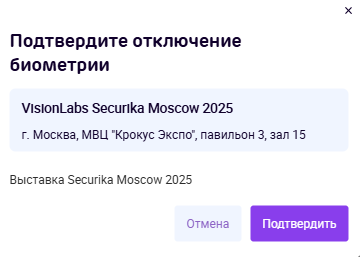 Подтвердите отключение
биометрии
VisionLabs Securika Moscow 2025
г. Москва, МВЦ "Крокус Экспо", павильон 3, зал 15
Выставка Securika Moscow 2025
Отмена
Подтвердить